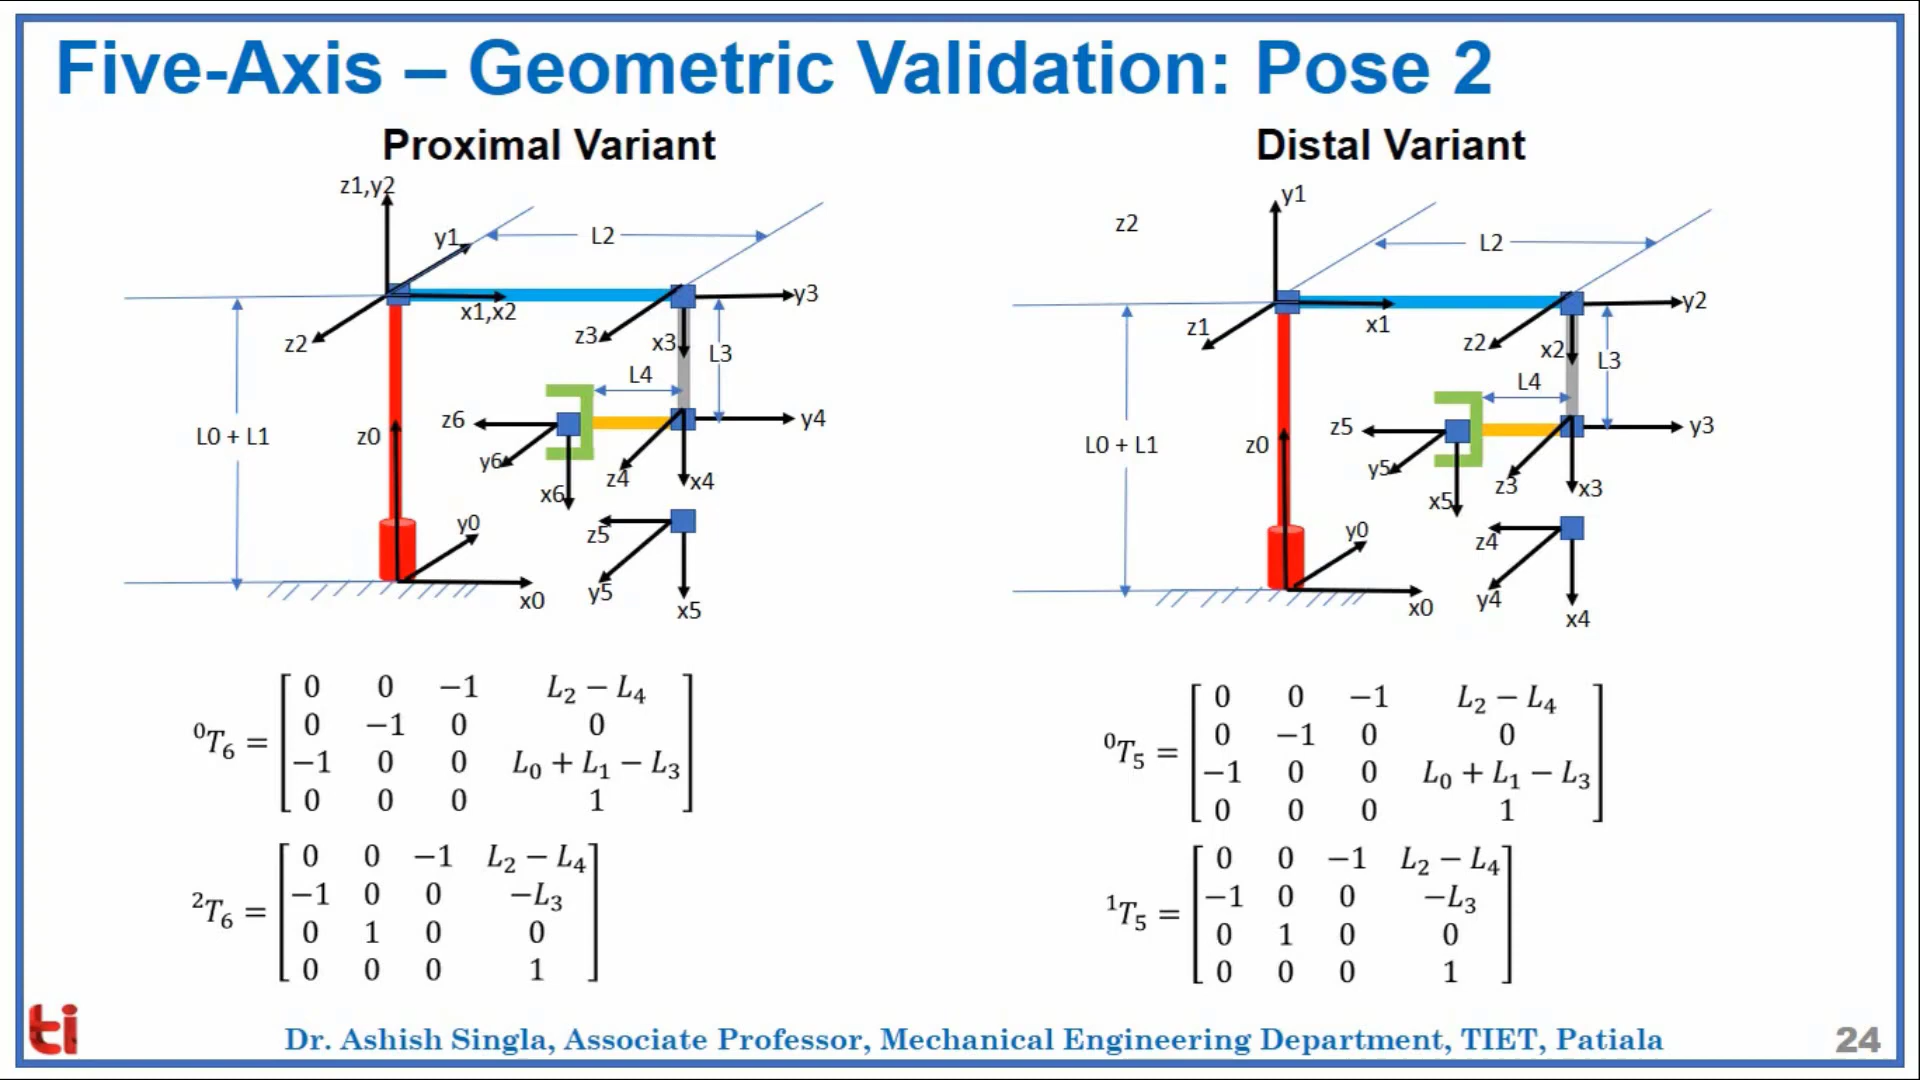 Five-Axis – Geometric Validation: Pose 2
Proximal Variant
z1,y2
y1
L2
y3
x1,x2
z2
z3
x3
L3
L4
z6
y4
L0 + L1
z0
y6
z4
x6
x4
y0
z5
y5
x5
x0
⁰T₆ = [0 0 −1 L₂ − L₄
0 −1 0 0
−1 0 0 L₀ + L₁ − L₃
0 0 0 1]
²T₆ = [0 0 −1 L₂ − L₄
−1 0 0 −L₃
0 1 0 0
0 0 0 1]
Distal Variant
y1
z2
L2
y2
x1
z1
z2
x2
L3
L4
z5
y3
L0 + L1
z0
y5
z3
x5
x3
y0
z4
y4
x4
x0
⁰T₅ = [0 0 −1 L₂ − L₄
0 −1 0 0
−1 0 0 L₀ + L₁ − L₃
0 0 0 1]
¹T₅ = [0 0 −1 L₂ − L₄
−1 0 0 −L₃
0 1 0 0
0 0 0 1]
ti
Dr. Ashish Singla, Associate Professor, Mechanical Engineering Department, TIET, Patiala
24